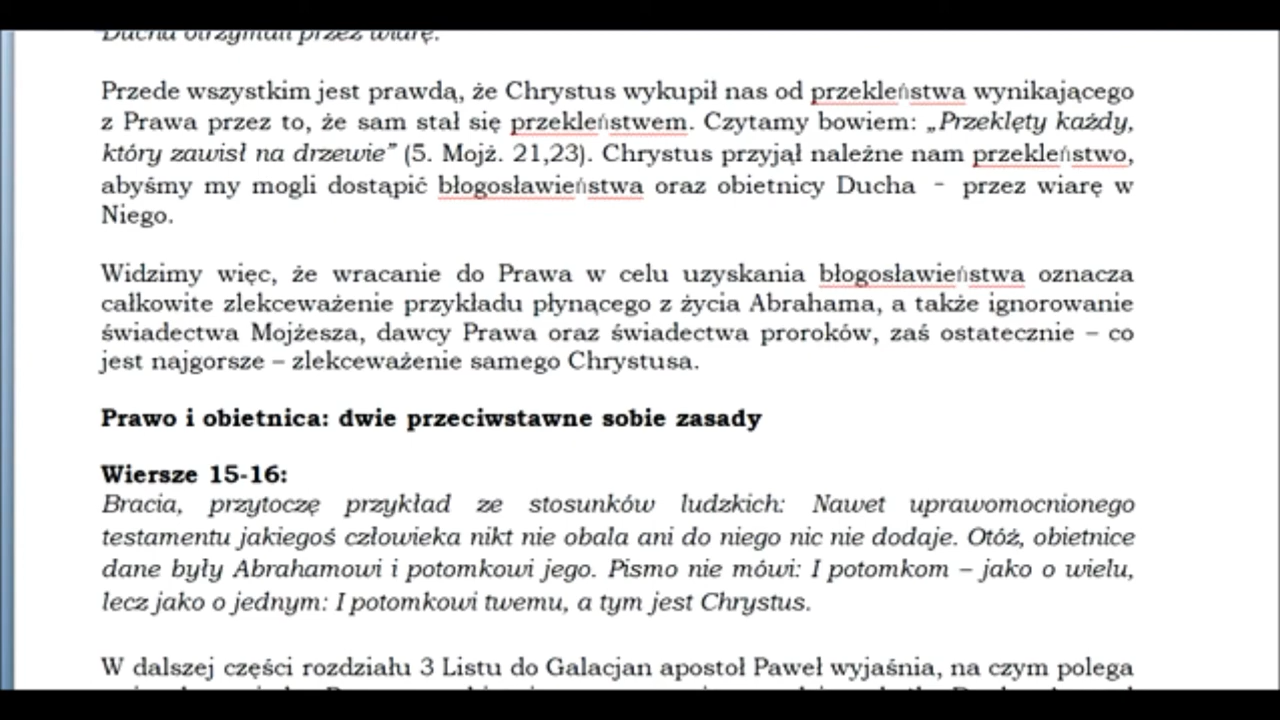 Ducha otrzymali przez wiarę.
Przede wszystkim jest prawdą, że Chrystus wykupił nas od przekleństwa wynikającego
z Prawa przez to, że sam stał się przekleństwem. Czytamy bowiem: „Przeklęty każdy,
który zawisł na drzewie” (5. Mojż. 21,23). Chrystus przyjął należne nam przekleństwo,
abyśmy my mogli dostąpić błogosławieństwa oraz obietnicy Ducha - przez wiarę w
Niego.
Widzimy więc, że wracanie do Prawa w celu uzyskania błogosławieństwa oznacza
całkowite zlekceważenie przykładu płynącego z życia Abrahama, a także ignorowanie
świadectwa Mojżesza, dawcy Prawa oraz świadectwa proroków, zaś ostatecznie – co
jest najgorsze – zlekceważenie samego Chrystusa.
Prawo i obietnica: dwie przeciwstawne sobie zasady
Wiersze 15-16:
Bracia, przytoczę przykład ze stosunków ludzkich: Nawet uprawomocnionego
testamentu jakiegoś człowieka nikt nie obala ani do niego nic nie dodaje. Otóż, obietnice
dane były Abrahamowi i potomkowi jego. Pismo nie mówi: I potomkom – jako o wielu,
lecz jako o jednym: I potomkowi twemu, a tym jest Chrystus.
W dalszej części rozdziału 3 Listu do Galacjan apostoł Paweł wyjaśnia, na czym polega